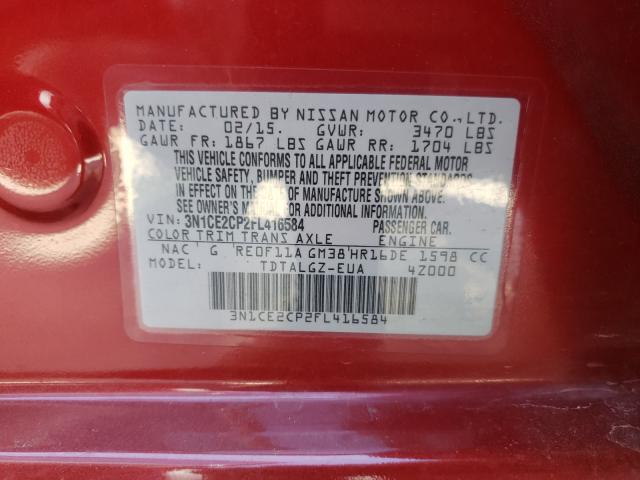 MANUFACTURED BY NISSAN MOTOR CO.,LTD.
DATE: 02/15. GVWR: 3470 LBS
GAWR FR: 1867 LBS GAWR RR: 1704 LBS
THIS VEHICLE CONFORMS TO ALL APPLICABLE FEDERAL MOTOR
VEHICLE SAFETY, BUMPER AND THEFT PREVENTION STANDARDS
IN EFFECT ON THE DATE OF MANUFACTURE SHOWN ABOVE.
SEE OWNER'S MANUAL FOR ADDITIONAL INFORMATION.
VIN: 3N1CE2CP2FL416584 PASSENGER CAR.
COLOR TRIM TRANS AXLE ENGINE
NAC G RE0F11A GM38 HR16DE 1598 CC
TDTALGZ-EUA 4Z000
3N1CE2CP2FL416584